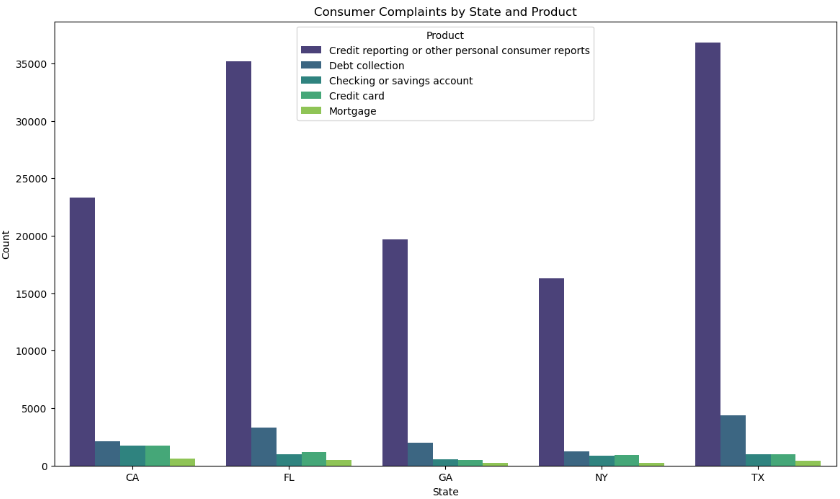 Consumer Complaints by State and Product
Product
Credit reporting or other personal consumer reports
Debt collection
Checking or savings account
Credit card
Mortgage
35000
30000
25000
20000
15000
10000
5000
0
Count
CA FL GA NY TX
State